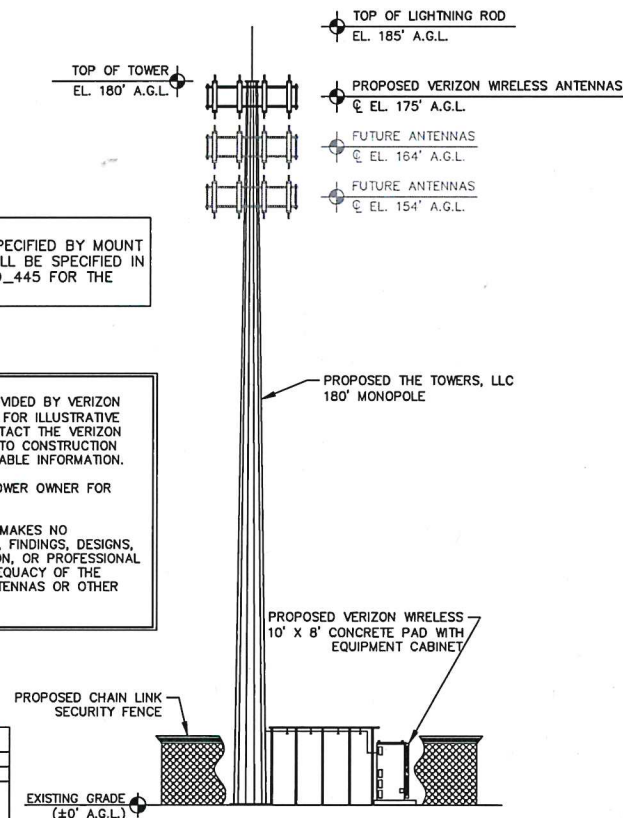 TOP OF LIGHTNING ROD
EL. 185' A.G.L.
TOP OF TOWER
EL. 180' A.G.L.
PROPOSED VERIZON WIRELESS ANTENNAS
℄ EL. 175' A.G.L.
FUTURE ANTENNAS
℄ EL. 164' A.G.L.
FUTURE ANTENNAS
℄ EL. 154' A.G.L.
PECIFIED BY MOUNT
LL BE SPECIFIED IN
_445 FOR THE
PROPOSED THE TOWERS, LLC
180' MONOPOLE
VIDED BY VERIZON
FOR ILLUSTRATIVE
TACT THE VERIZON
TO CONSTRUCTION
ABLE INFORMATION.
OWER OWNER FOR
MAKES NO
, FINDINGS, DESIGNS,
ON, OR PROFESSIONAL
EQUACY OF THE
TENNAS OR OTHER
PROPOSED VERIZON WIRELESS
10' X 8' CONCRETE PAD WITH
EQUIPMENT CABINET
PROPOSED CHAIN LINK
SECURITY FENCE
EXISTING GRADE
(±0' A.G.L.)